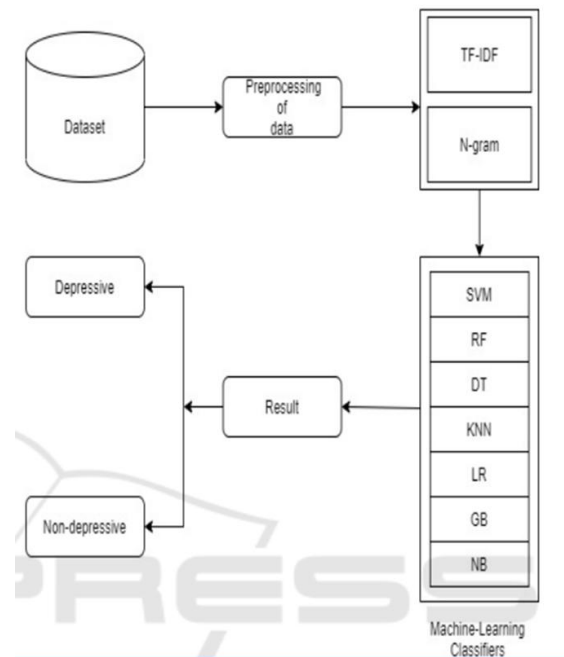 Dataset
Preprocessing
of
data
TF-IDF
N-gram
SVM
RF
DT
KNN
LR
GB
NB
Machine-Learning
Classifiers
Result
Depressive
Non-depressive
PRESS